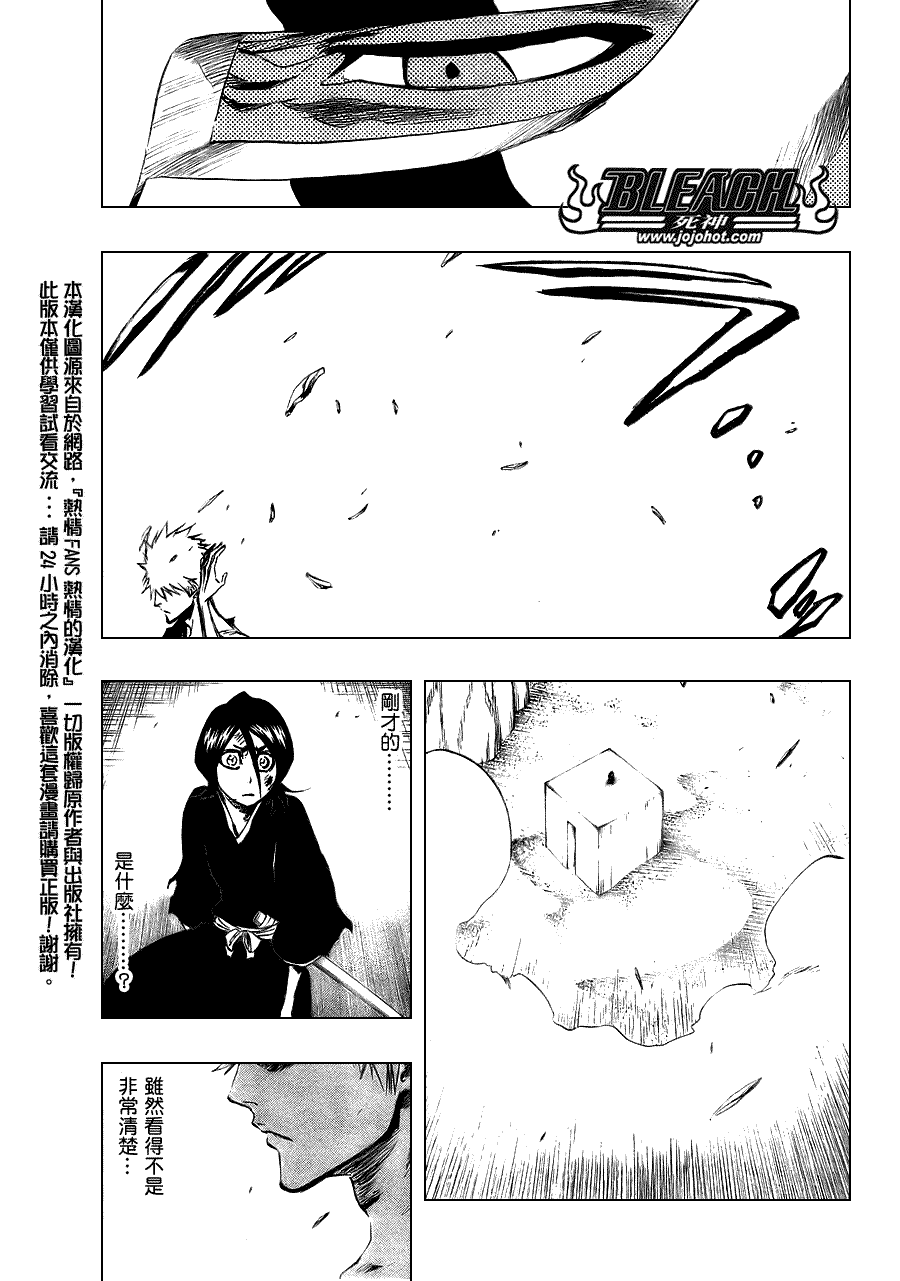 BLEACH
死神
www.jojohot.com
本漢化圖源來自於網路，『熱情FANS熱情的漢化』一切版權歸原作者與出版社擁有！
此版本僅供學習試看交流… 請24小時之內消除，喜歡這套漫畫請購買正版！謝謝。
剛才的………
是什麼………？
雖然看得不是
非常清楚…